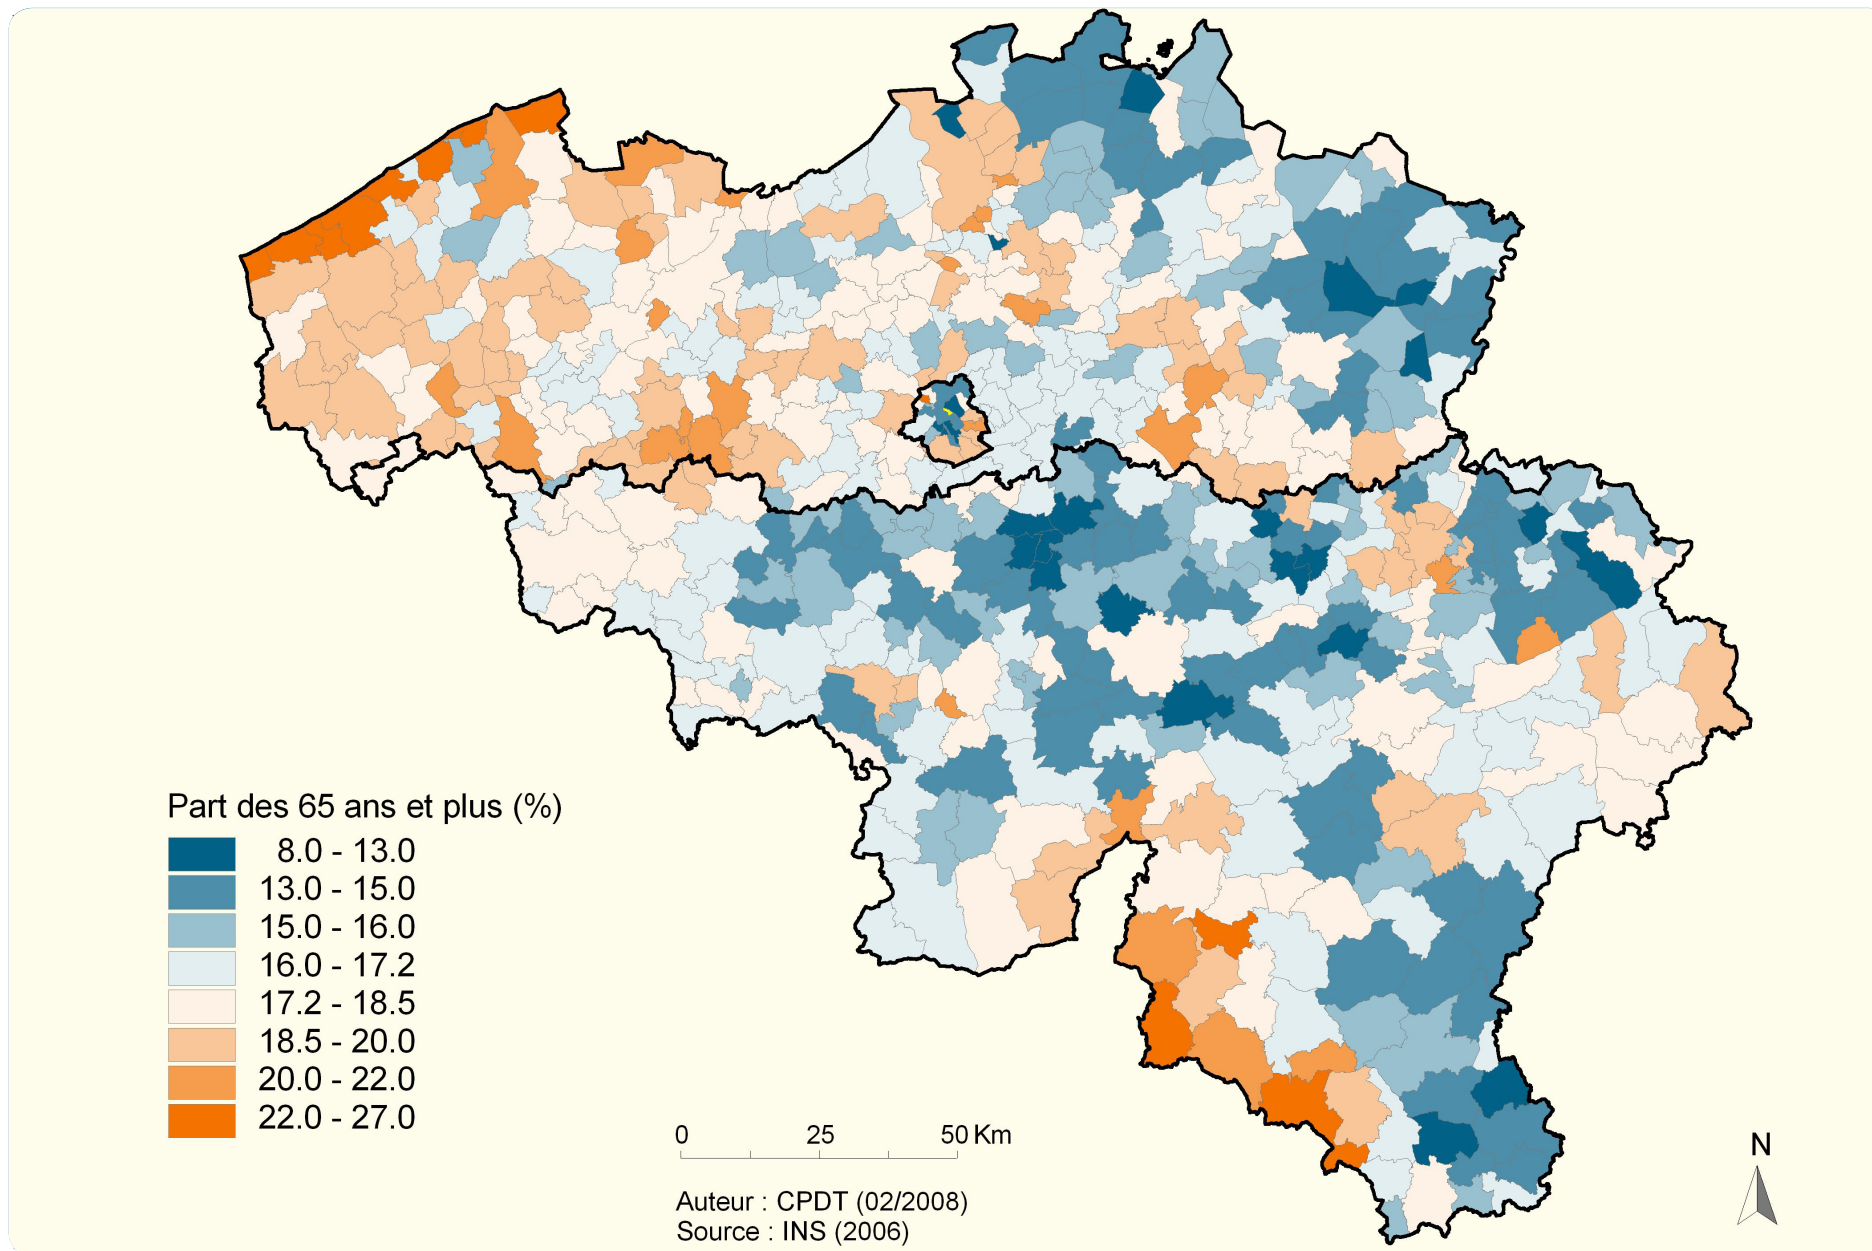 Part des 65 ans et plus (%)
8.0 - 13.0
13.0 - 15.0
15.0 - 16.0
16.0 - 17.2
17.2 - 18.5
18.5 - 20.0
20.0 - 22.0
22.0 - 27.0
0 25 50 Km
N
Auteur : CPDT (02/2008)
Source : INS (2006)